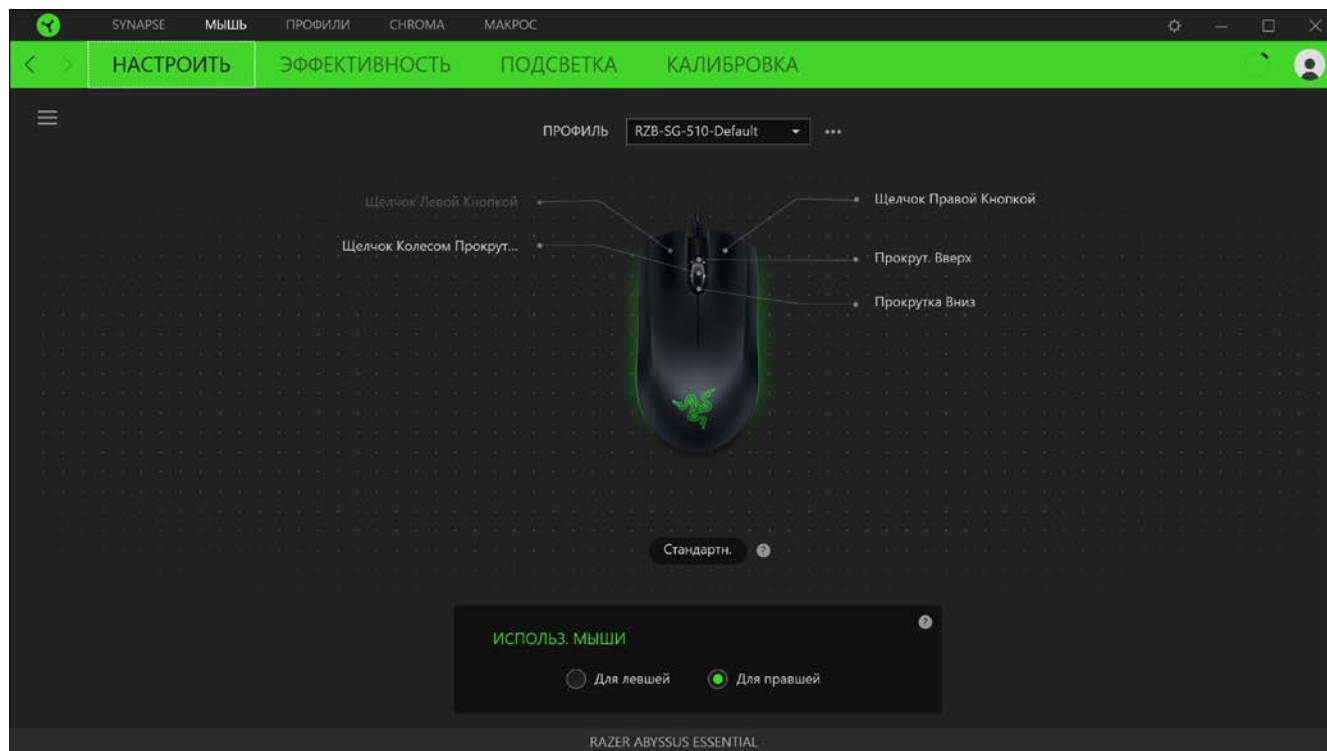 SYNAPSE МЫШЬ ПРОФИЛИ CHROMA МАКРОС
НАСТРОИТЬ ЭФФЕКТИВНОСТЬ ПОДСВЕТКА КАЛИБРОВКА
ПРОФИЛЬ RZB-SG-510-Default
Щелчок Левой Кнопкой
Щелчок Правой Кнопкой
Щелчок Колесом Прокрут...
Прокрут. Вверх
Прокрутка Вниз
Стандартн. ?
ИСПОЛЬЗ. МЫШИ ?
Для левшей Для правшей
RAZER ABYSSUS ESSENTIAL